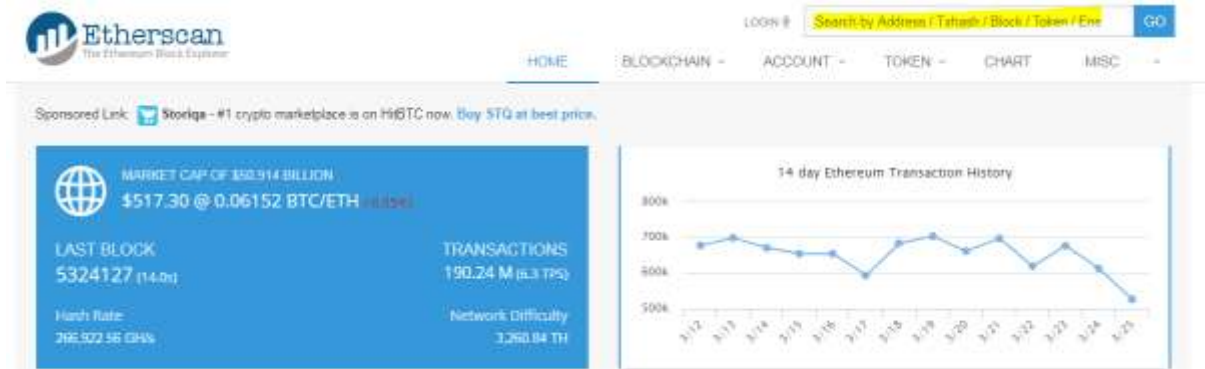 Etherscan
The Ethereum Block Explorer
LOGIN
Search by Address / Txhash / Block / Token / Ens
GO
HOME
BLOCKCHAIN
ACCOUNT
TOKEN
CHART
MISC
Sponsored Link: Storiqa - #1 crypto marketplace is on HitBTC now. Buy STQ at best price.
MARKET CAP OF $50.914 BILLION
$517.30 @ 0.06152 BTC/ETH
LAST BLOCK
5324127 (14.0s)
TRANSACTIONS
190.24 M (6.3 TPS)
Hash Rate
266,922.56 GH/s
Network Difficulty
3,260.84 TH
14 day Ethereum Transaction History
800k
700k
600k
500k
3/12
3/13
3/14
3/15
3/16
3/17
3/18
3/19
3/20
3/21
3/22
3/23
3/24
3/25